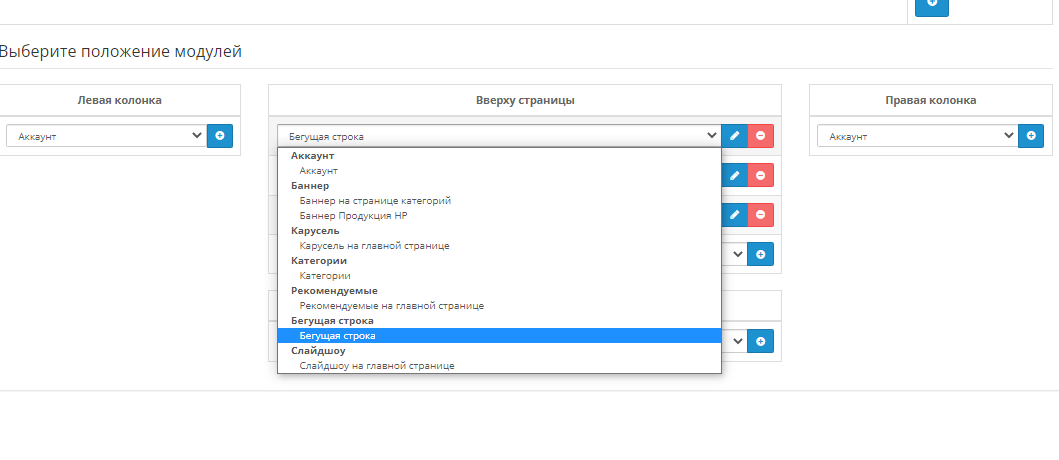 Выберите положение модулей
Левая колонка
Вверху страницы
Правая колонка
Аккаунт
Бегущая строка
Аккаунт
Аккаунт
Аккаунт
Баннер
Баннер на странице категорий
Баннер Продукция HP
Карусель
Карусель на главной странице
Категории
Категории
Рекомендуемые
Рекомендуемые на главной странице
Бегущая строка
Бегущая строка
Слайдшоу
Слайдшоу на главной странице